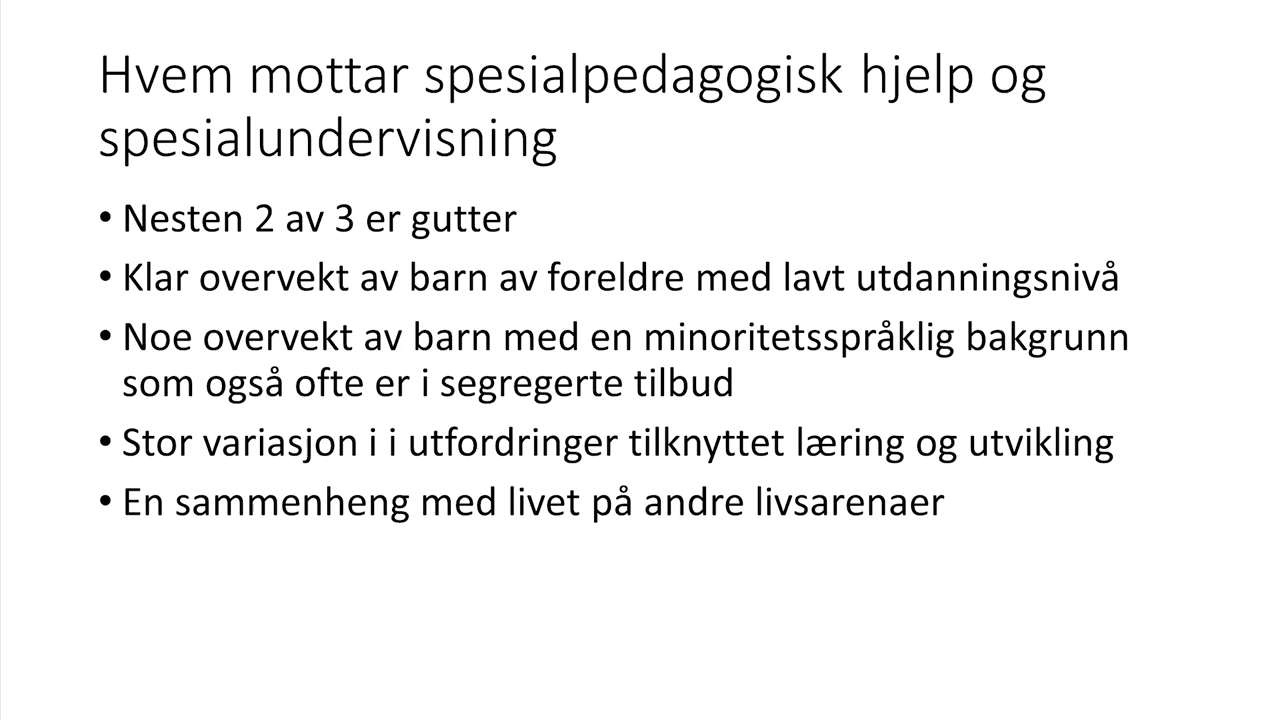 Hvem mottar spesialpedagogisk hjelp og
spesialundervisning
• Nesten 2 av 3 er gutter
• Klar overvekt av barn av foreldre med lavt utdanningsnivå
• Noe overvekt av barn med en minoritetsspråklig bakgrunn
som også ofte er i segregerte tilbud
• Stor variasjon i i utfordringer tilknyttet læring og utvikling
• En sammenheng med livet på andre livsarenaer